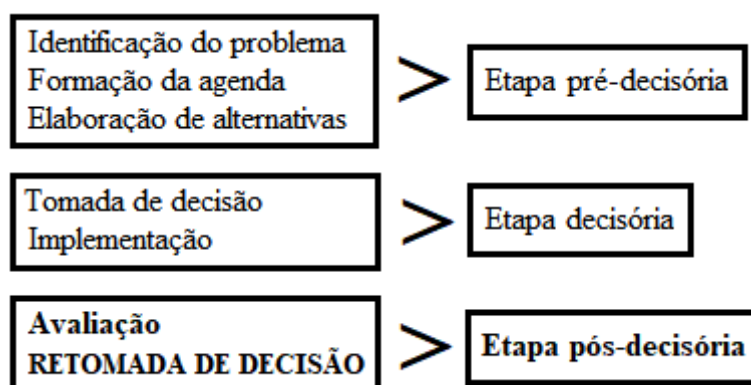 Identificação do problema
Formação da agenda
Elaboração de alternativas
>
Etapa pré-decisória
Tomada de decisão
Implementação
>
Etapa decisória
Avaliação
RETOMADA DE DECISÃO
>
Etapa pós-decisória